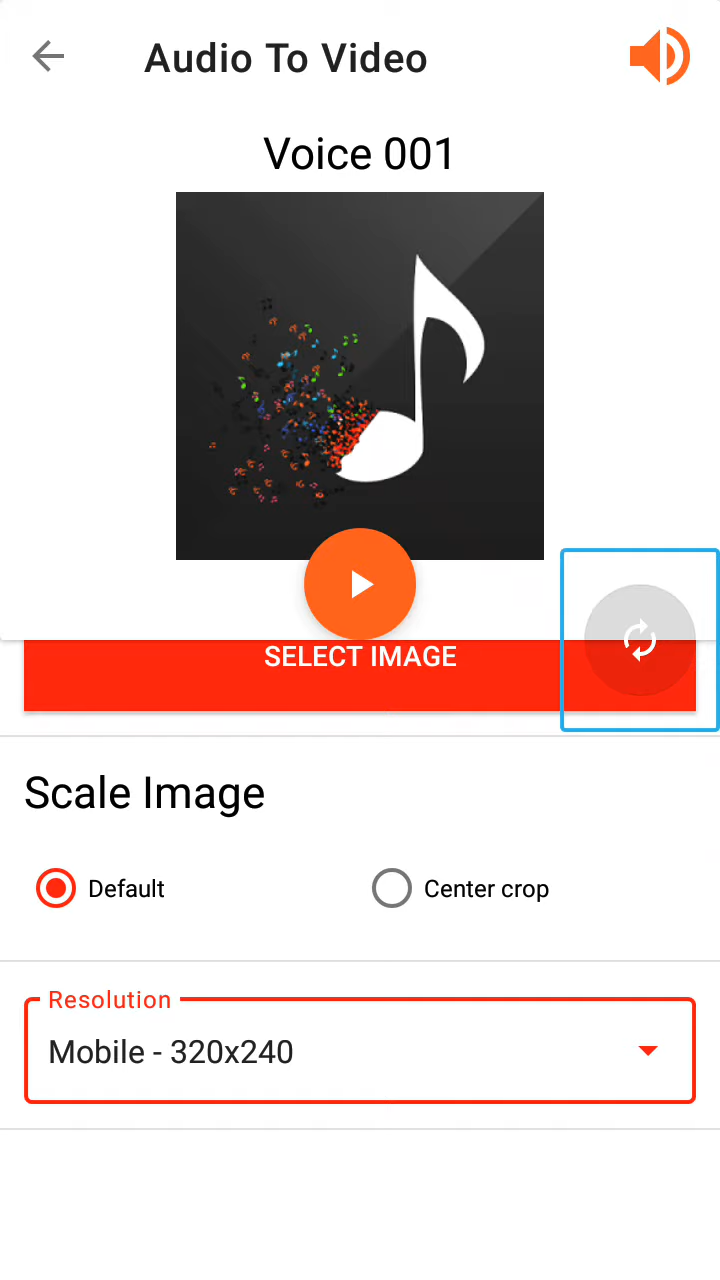 Audio To Video
Voice 001
SELECT IMAGE
Scale Image
Default
Center crop
Resolution
Mobile - 320x240